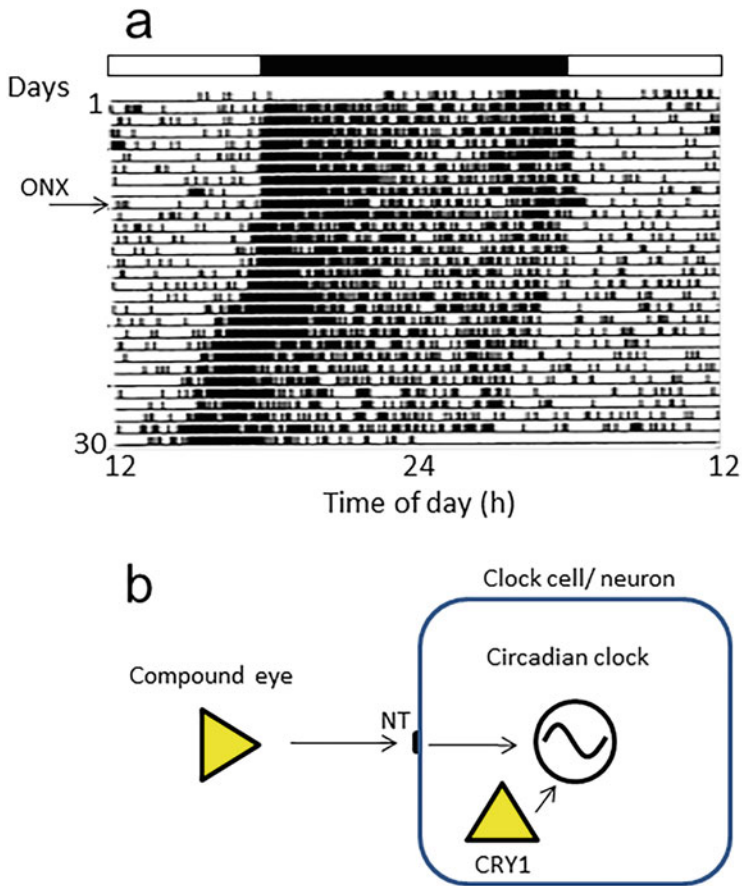 a
Days
1
ONX
30
12 24 12
Time of day (h)
b
Clock cell/ neuron
Compound eye
Circadian clock
NT
CRY1